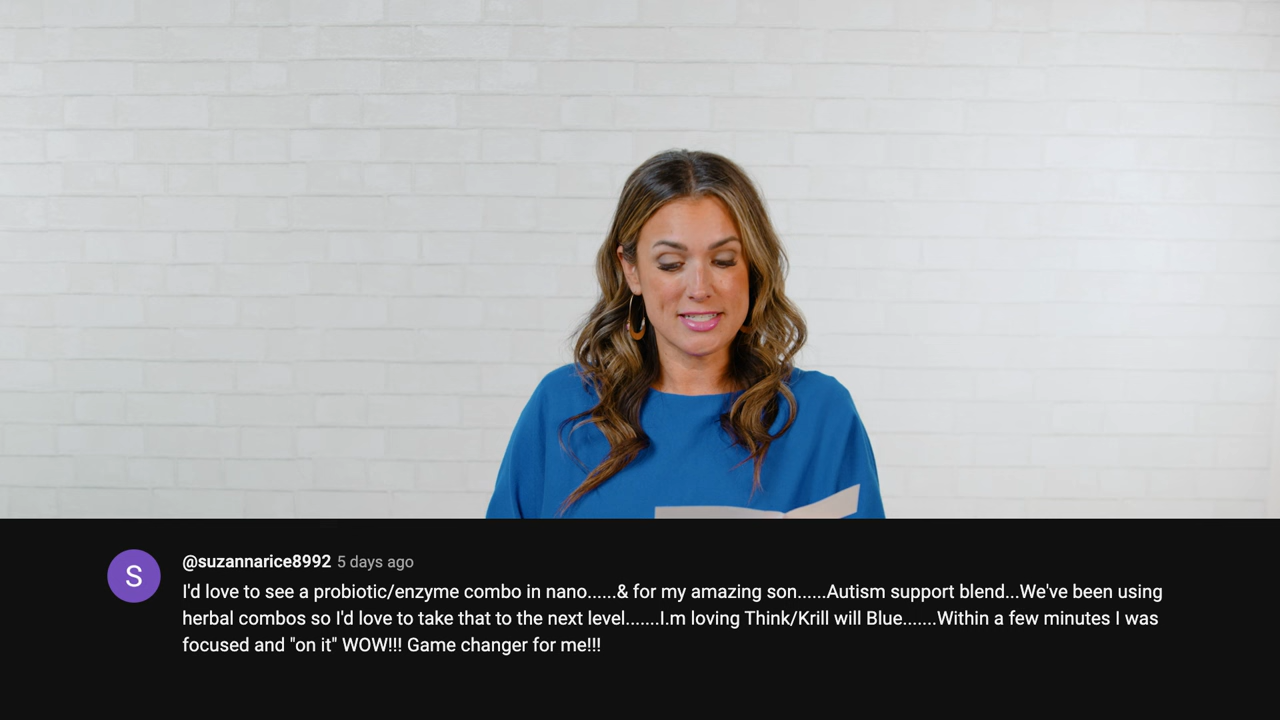 S
@suzannarice8992 5 days ago
I'd love to see a probiotic/enzyme combo in nano......& for my amazing son......Autism support blend...We've been using
herbal combos so I'd love to take that to the next level.......I.m loving Think/Krill will Blue.......Within a few minutes I was
focused and "on it" WOW!!! Game changer for me!!!